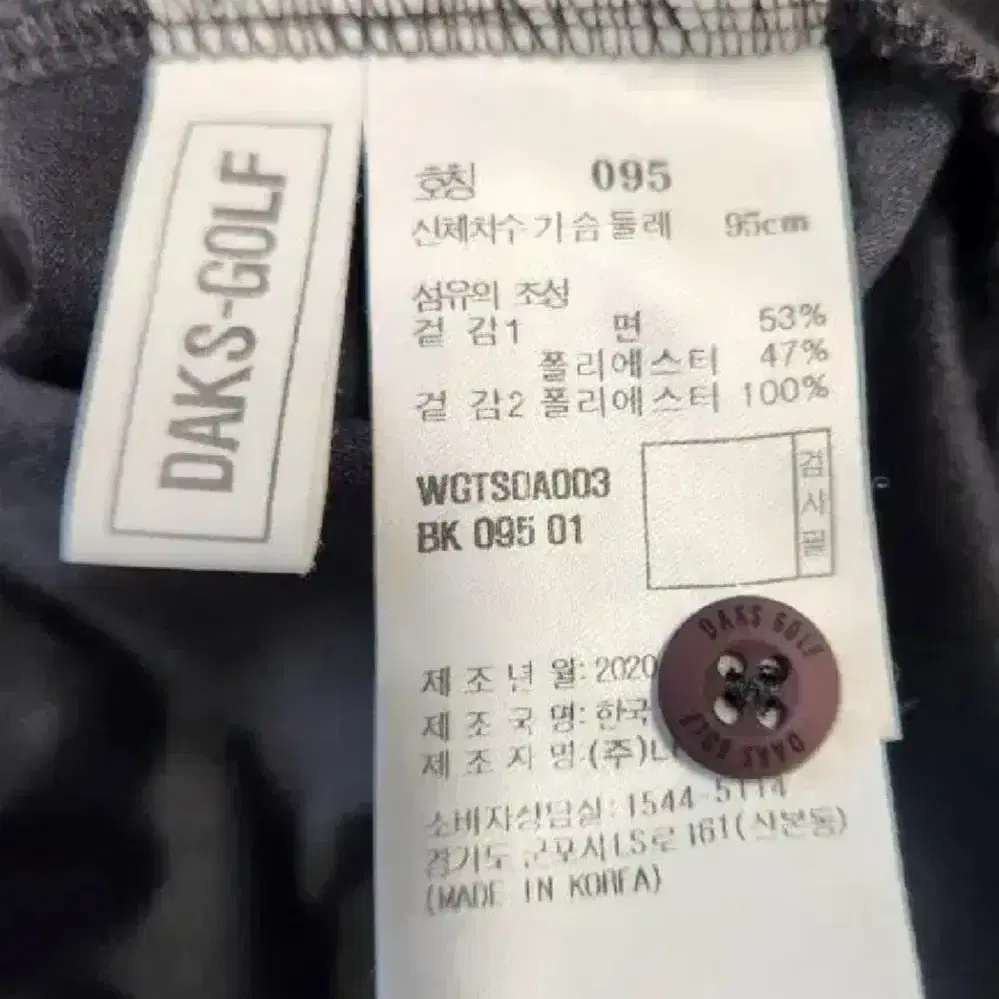 DAKS-GOLF
호칭 095
신체치수 가슴둘레 95cm
섬유의 조성
겉 감1 면 53%
폴리에스터 47%
겉 감2 폴리에스터 100%
WGTS0A003
BK 095 01
검사필
DAKS GOLF
DAKS GOLF
제 조 년 월: 2020
제 조 국 명: 한국
제 조 자 명:(주)L
소비자상담실: 1544-5114
경기도 군포시 LS로 161(산본동)
(MADE IN KOREA)